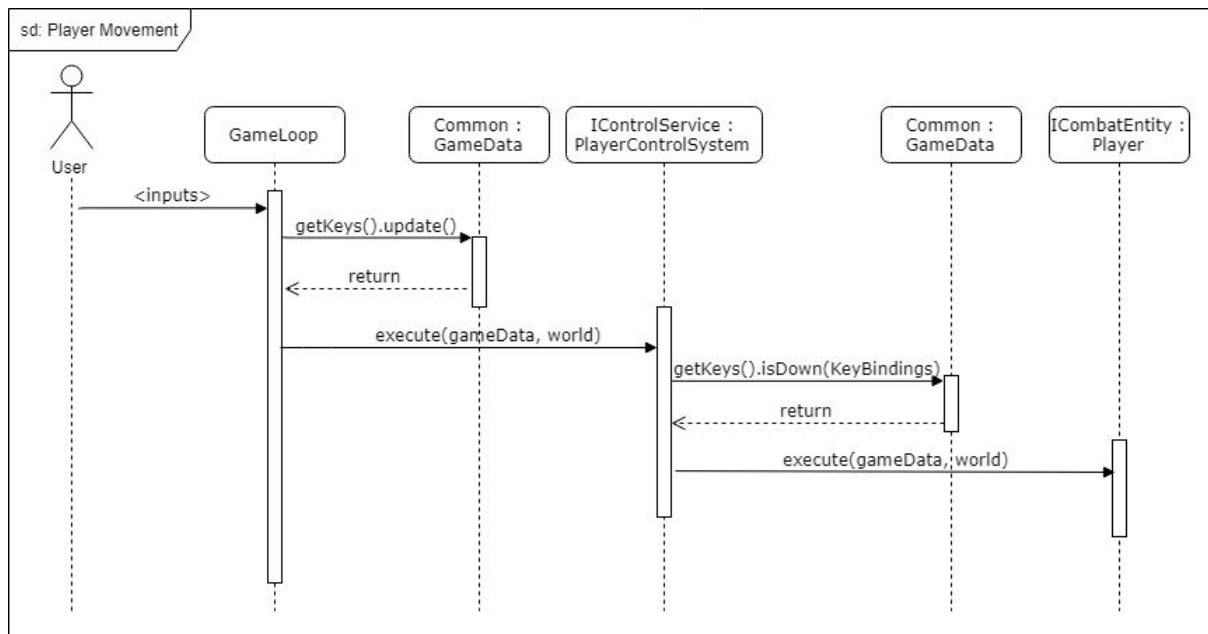 sd: Player Movement
User
GameLoop
Common :
GameData
IControlService :
PlayerControlSystem
Common :
GameData
ICombatEntity :
Player
<inputs>
getKeys().update()
return
execute(gameData, world)
getKeys().isDown(KeyBindings)
return
execute(gameData, world)